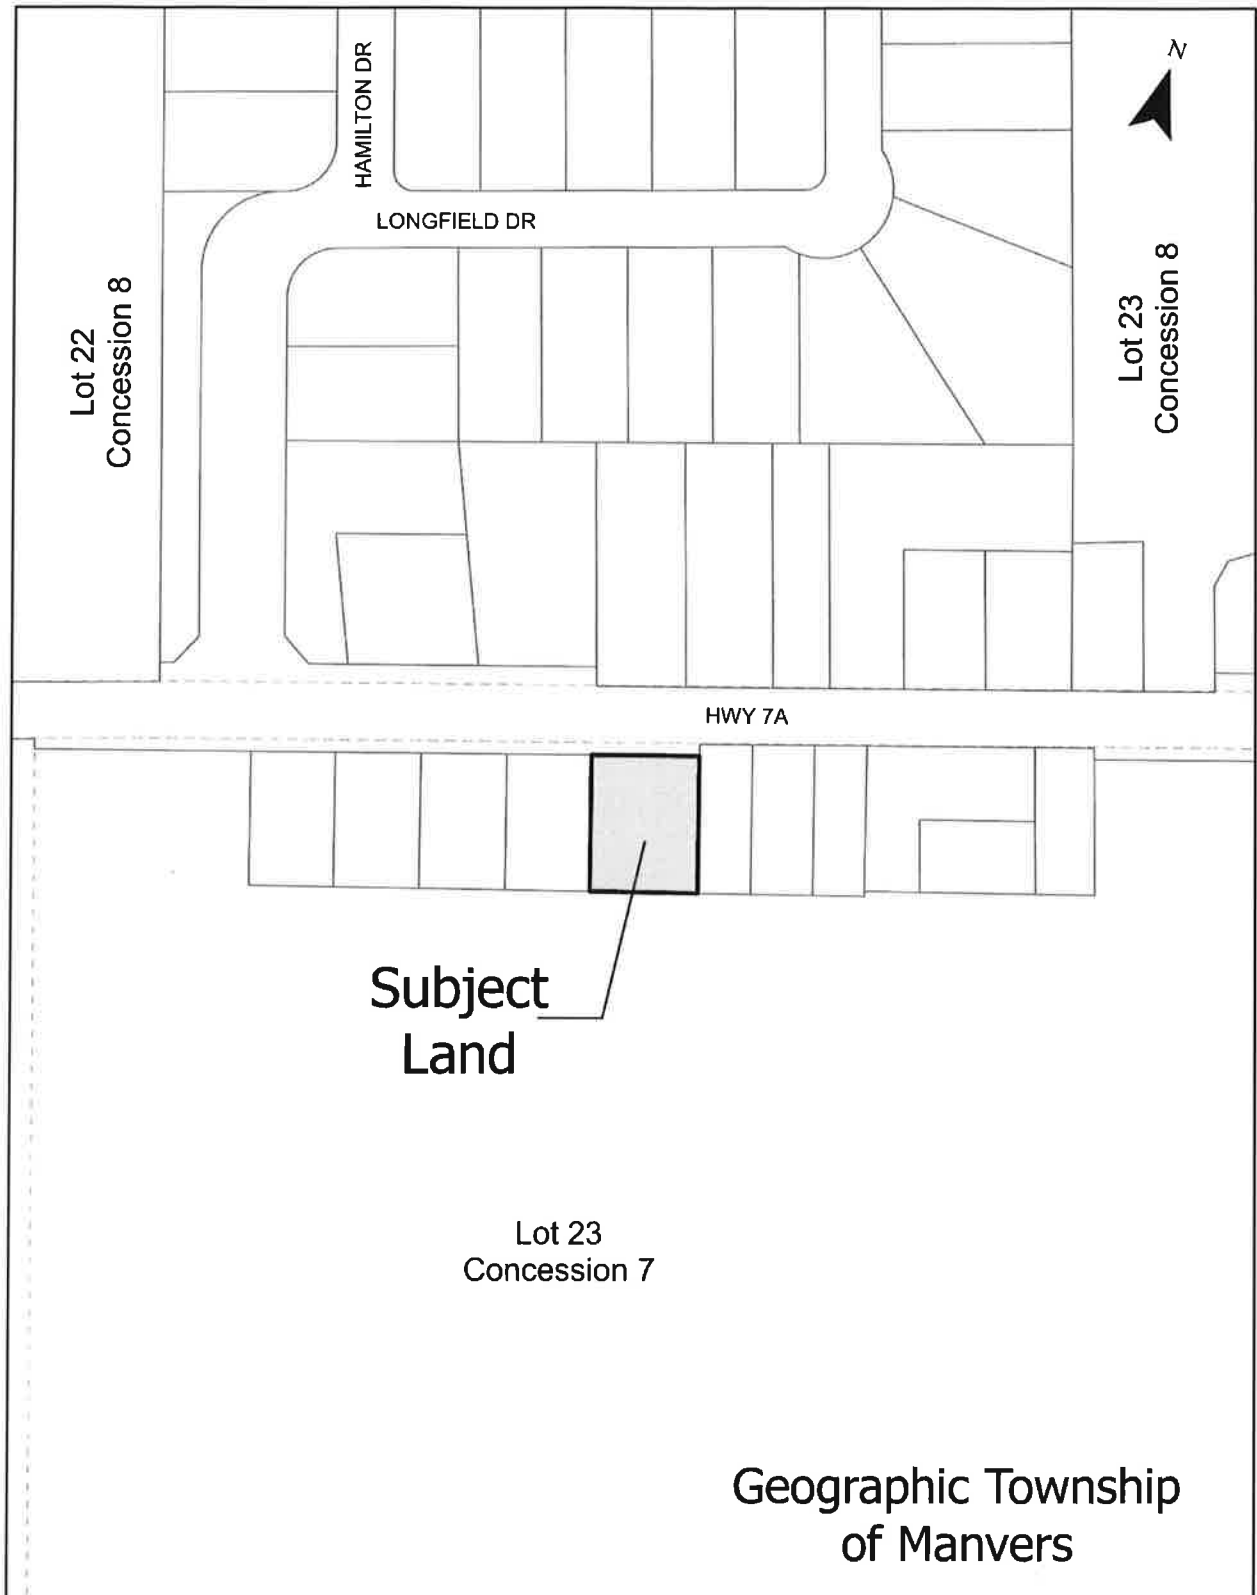 N
HAMILTON DR
LONGFIELD DR
Lot 22
Concession 8
Lot 23
Concession 8
HWY 7A
Subject
Land
Lot 23
Concession 7
Geographic Township
of Manvers